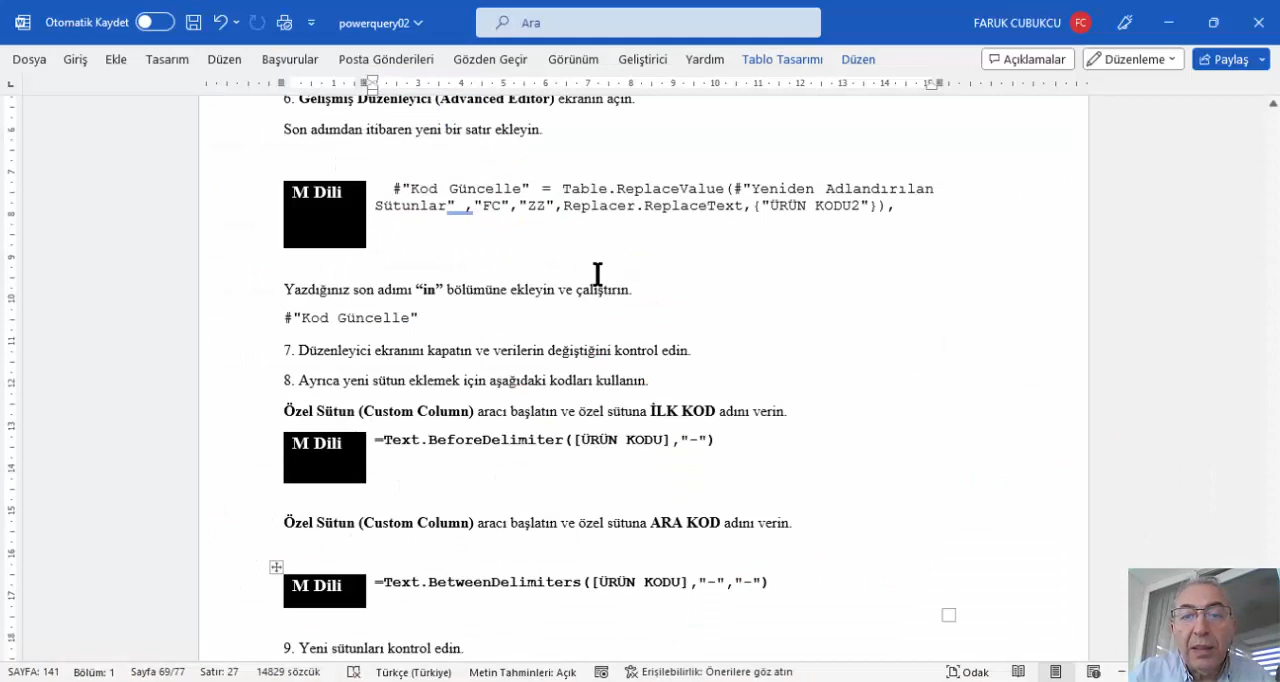 Otomatik Kaydet
powerquery02
Ara
FARUK CUBUKCU
FC
Dosya Giriş Ekle Tasarım Düzen Başvurular Posta Gönderileri Gözden Geçir Görünüm Geliştirici Yardım Tablo Tasarımı Düzen
Açıklamalar
Düzenleme
Paylaş
6. Gelişmiş Düzenleyici (Advanced Editor) ekranın açın.
Son adımdan itibaren yeni bir satır ekleyin.
M Dili
#"Kod Güncelle" = Table.ReplaceValue(#"Yeniden Adlandırılan
Sütunlar" ,"FC","ZZ",Replacer.ReplaceText,{"ÜRÜN KODU2"}),
Yazdığınız son adımı “in” bölümüne ekleyin ve çalıştırın.
#"Kod Güncelle"
7. Düzenleyici ekranını kapatın ve verilerin değiştiğini kontrol edin.
8. Ayrıca yeni sütun eklemek için aşağıdaki kodları kullanın.
Özel Sütun (Custom Column) aracı başlatın ve özel sütuna İLK KOD adını verin.
M Dili
=Text.BeforeDelimiter([ÜRÜN KODU],"-")
Özel Sütun (Custom Column) aracı başlatın ve özel sütuna ARA KOD adını verin.
M Dili
=Text.BetweenDelimiters([ÜRÜN KODU],"-","-")
9. Yeni sütunları kontrol edin.
SAYFA: 141 Bölüm: 1 Sayfa 69/77 Satır: 27 14829 sözcük Türkçe (Türkiye) Metin Tahminleri: Açık Erişilebilirlik: Önerilere göz atın Odak